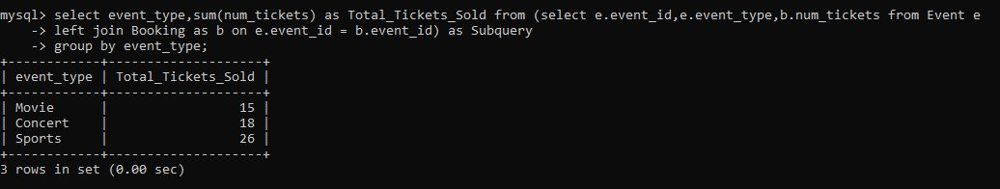 mysql> select event_type,sum(num_tickets) as Total_Tickets_Sold from (select e.event_id,e.event_type,b.num_tickets from Event e
    -> left join Booking as b on e.event_id = b.event_id) as Subquery
    -> group by event_type;
+------------+--------------------+
| event_type | Total_Tickets_Sold |
+------------+--------------------+
| Movie      |                 15 |
| Concert    |                 18 |
| Sports     |                 26 |
+------------+--------------------+
3 rows in set (0.00 sec)